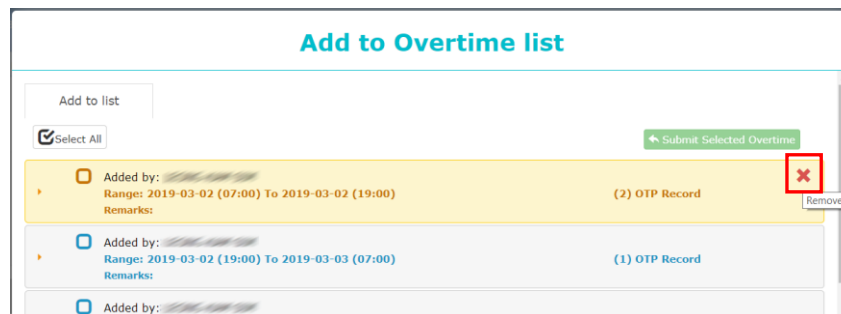 Add to Overtime list
Add to list
Select All
Submit Selected Overtime
Added by:
Range: 2019-03-02 (07:00) To 2019-03-02 (19:00)
(2) OTP Record
Remove
Remarks:
Added by:
Range: 2019-03-02 (19:00) To 2019-03-03 (07:00)
(1) OTP Record
Remarks:
Added by: